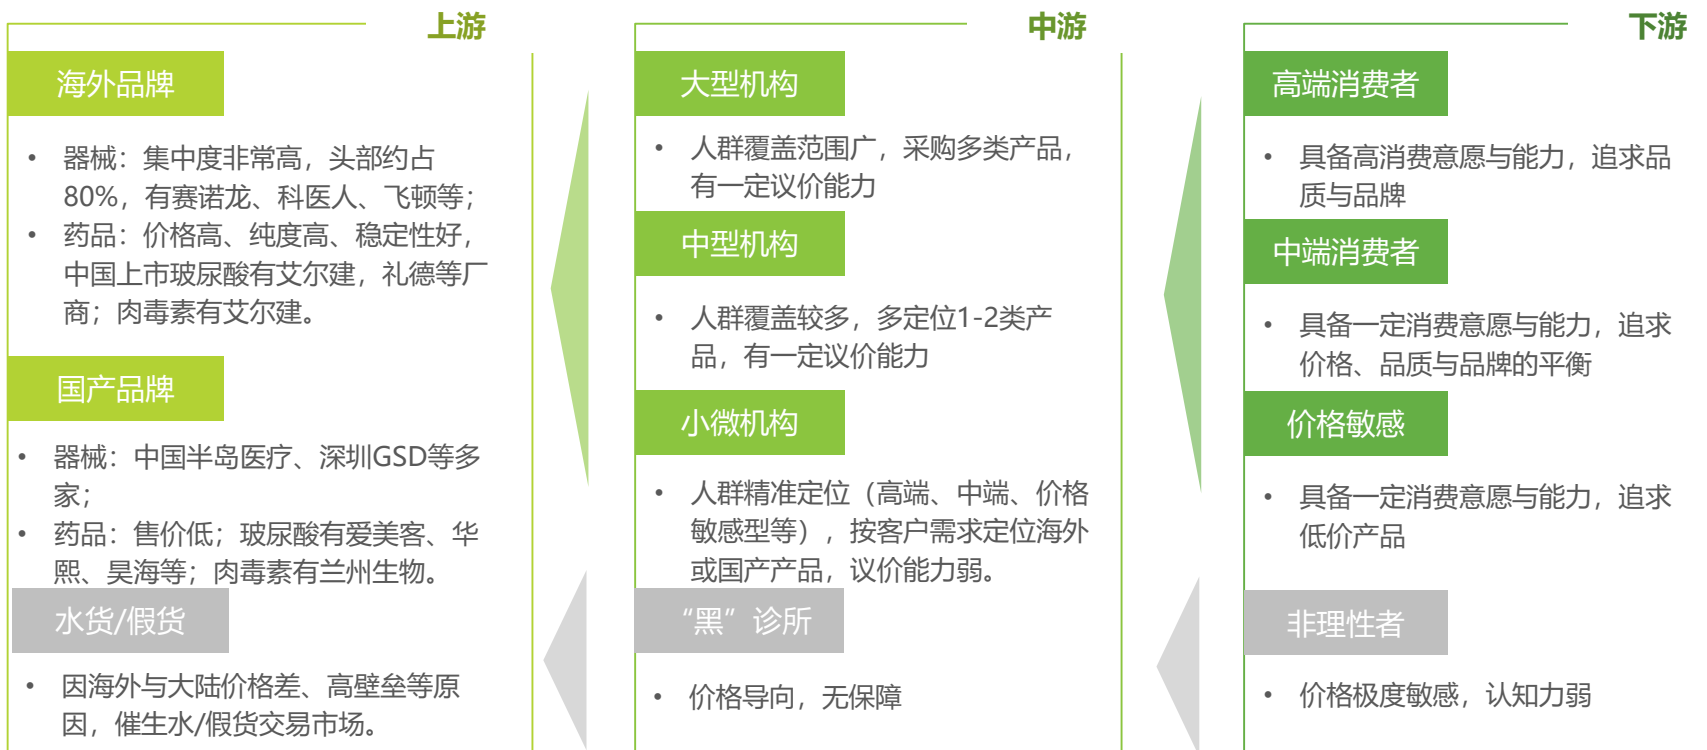 上游
海外品牌
• 器械：集中度非常高，头部约占
80%，有赛诺龙、科医人、飞顿等；
• 药品：价格高、纯度高、稳定性好，
中国上市玻尿酸有艾尔建，礼德等厂
商；肉毒素有艾尔建。
国产品牌
• 器械：中国半岛医疗、深圳GSD等多
家；
• 药品：售价低；玻尿酸有爱美客、华
熙、昊海等；肉毒素有兰州生物。
水货/假货
• 因海外与大陆价格差、高壁垒等原
因，催生水/假货交易市场。
中游
大型机构
• 人群覆盖范围广，采购多类产品，
有一定议价能力
中型机构
• 人群覆盖较多，多定位1-2类产
品，有一定议价能力
小微机构
• 人群精准定位（高端、中端、价格
敏感型等），按客户需求定位海外
或国产产品，议价能力弱。
“黑”诊所
• 价格导向，无保障
下游
高端消费者
• 具备高消费意愿与能力，追求品
质与品牌
中端消费者
• 具备一定消费意愿与能力，追求
价格、品质与品牌的平衡
价格敏感
• 具备一定消费意愿与能力，追求
低价产品
非理性者
• 价格极度敏感，认知力弱